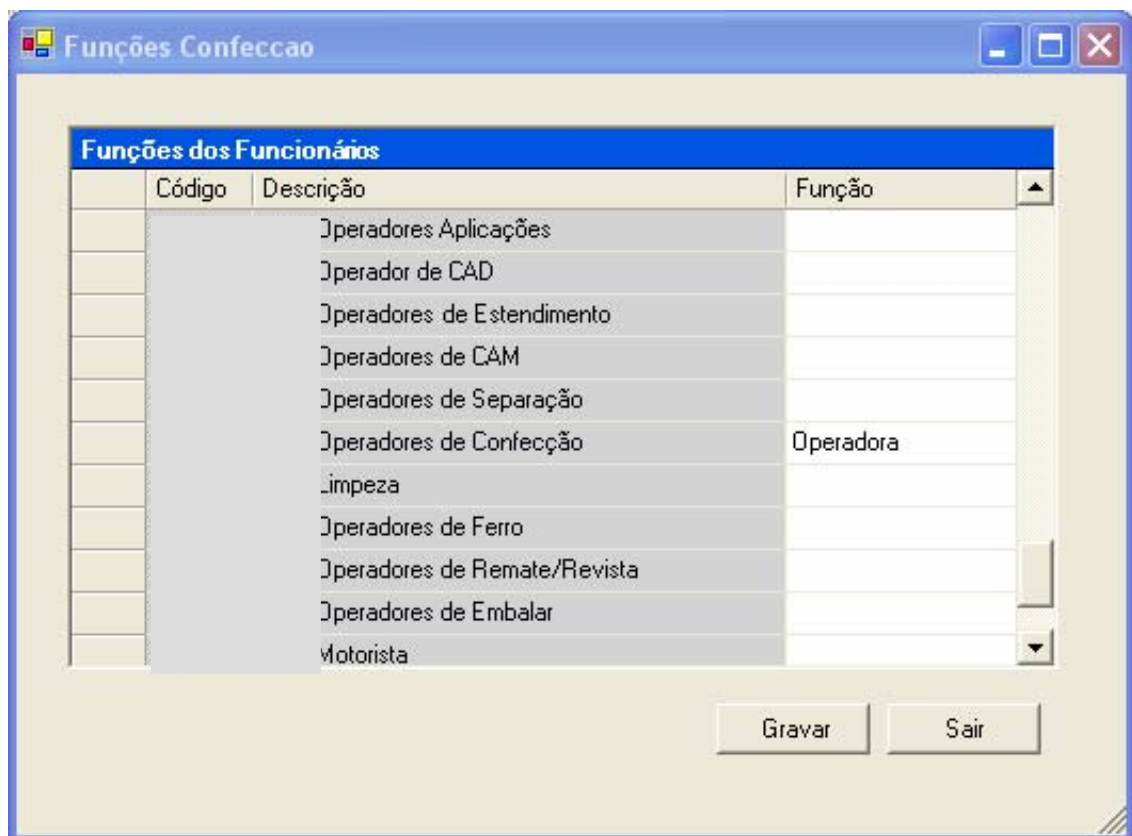 Funções Confeccao
Funções dos Funcionários
Código Descrição Função
Operadores Aplicações
Operador de CAD
Operadores de Estendimento
Operadores de CAM
Operadores de Separação
Operadores de Confecção Operadora
Limpeza
Operadores de Ferro
Operadores de Remate/Revista
Operadores de Embalar
Motorista
Gravar Sair